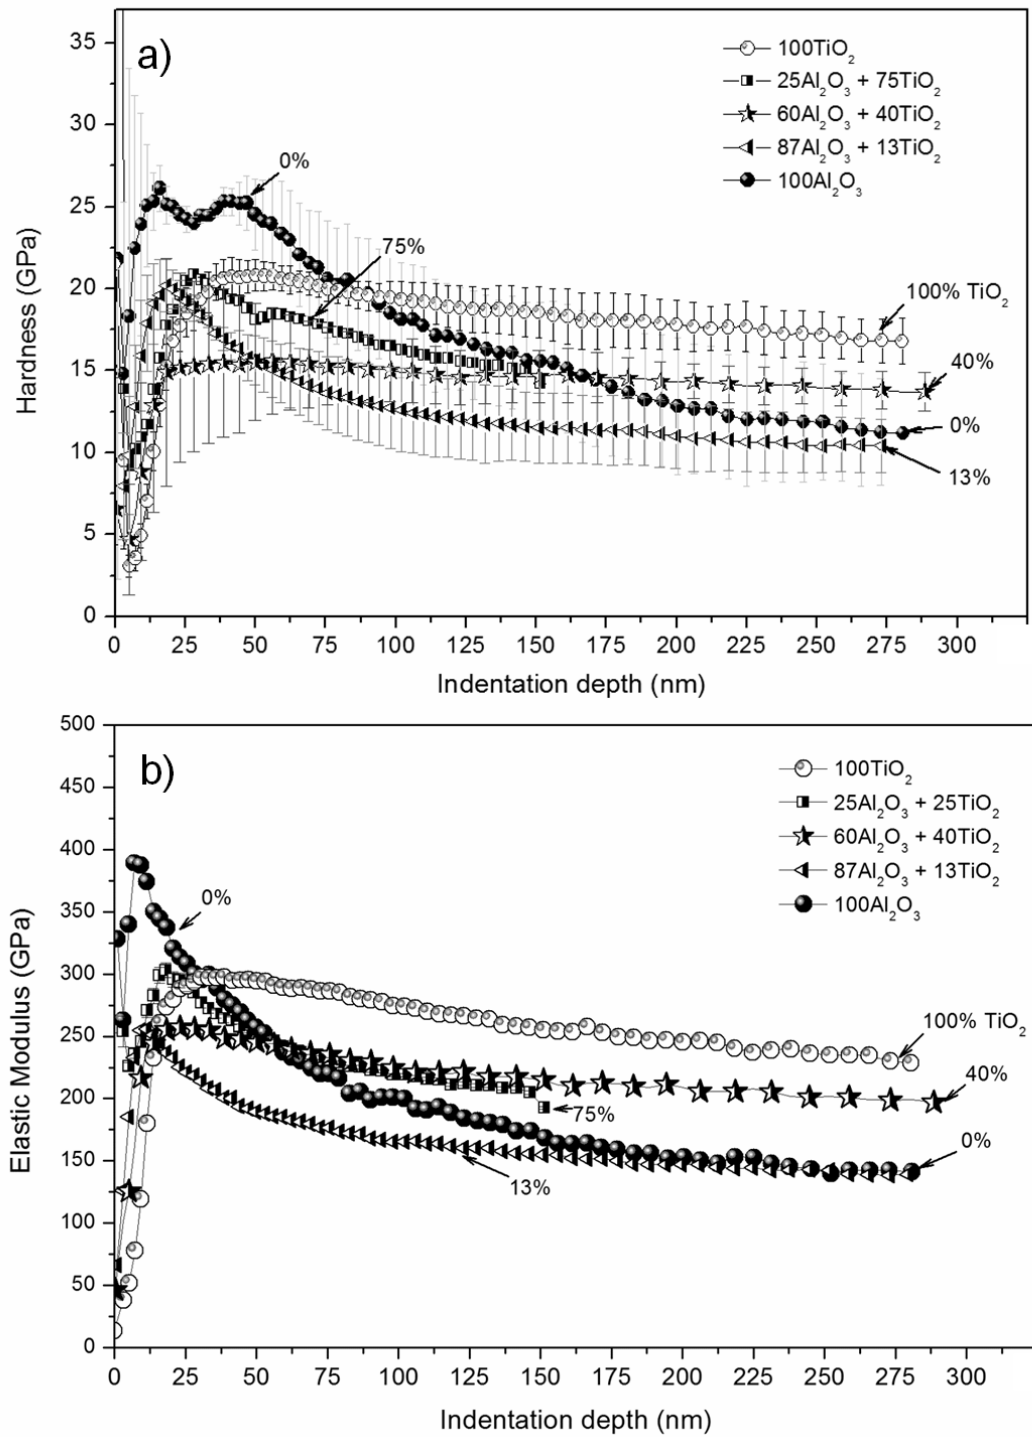 a)
100TiO₂
25Al₂O₃ + 75TiO₂
60Al₂O₃ + 40TiO₂
87Al₂O₃ + 13TiO₂
100Al₂O₃
0%
75%
100% TiO₂
40%
0%
13%
35
30
25
20
15
10
5
0
Hardness (GPa)
0 25 50 75 100 125 150 175 200 225 250 275 300
Indentation depth (nm)
b)
100TiO₂
25Al₂O₃ + 25TiO₂
60Al₂O₃ + 40TiO₂
87Al₂O₃ + 13TiO₂
100Al₂O₃
0%
100% TiO₂
40%
75%
0%
13%
500
450
400
350
300
250
200
150
100
50
0
Elastic Modulus (GPa)
0 25 50 75 100 125 150 175 200 225 250 275 300
Indentation depth (nm)